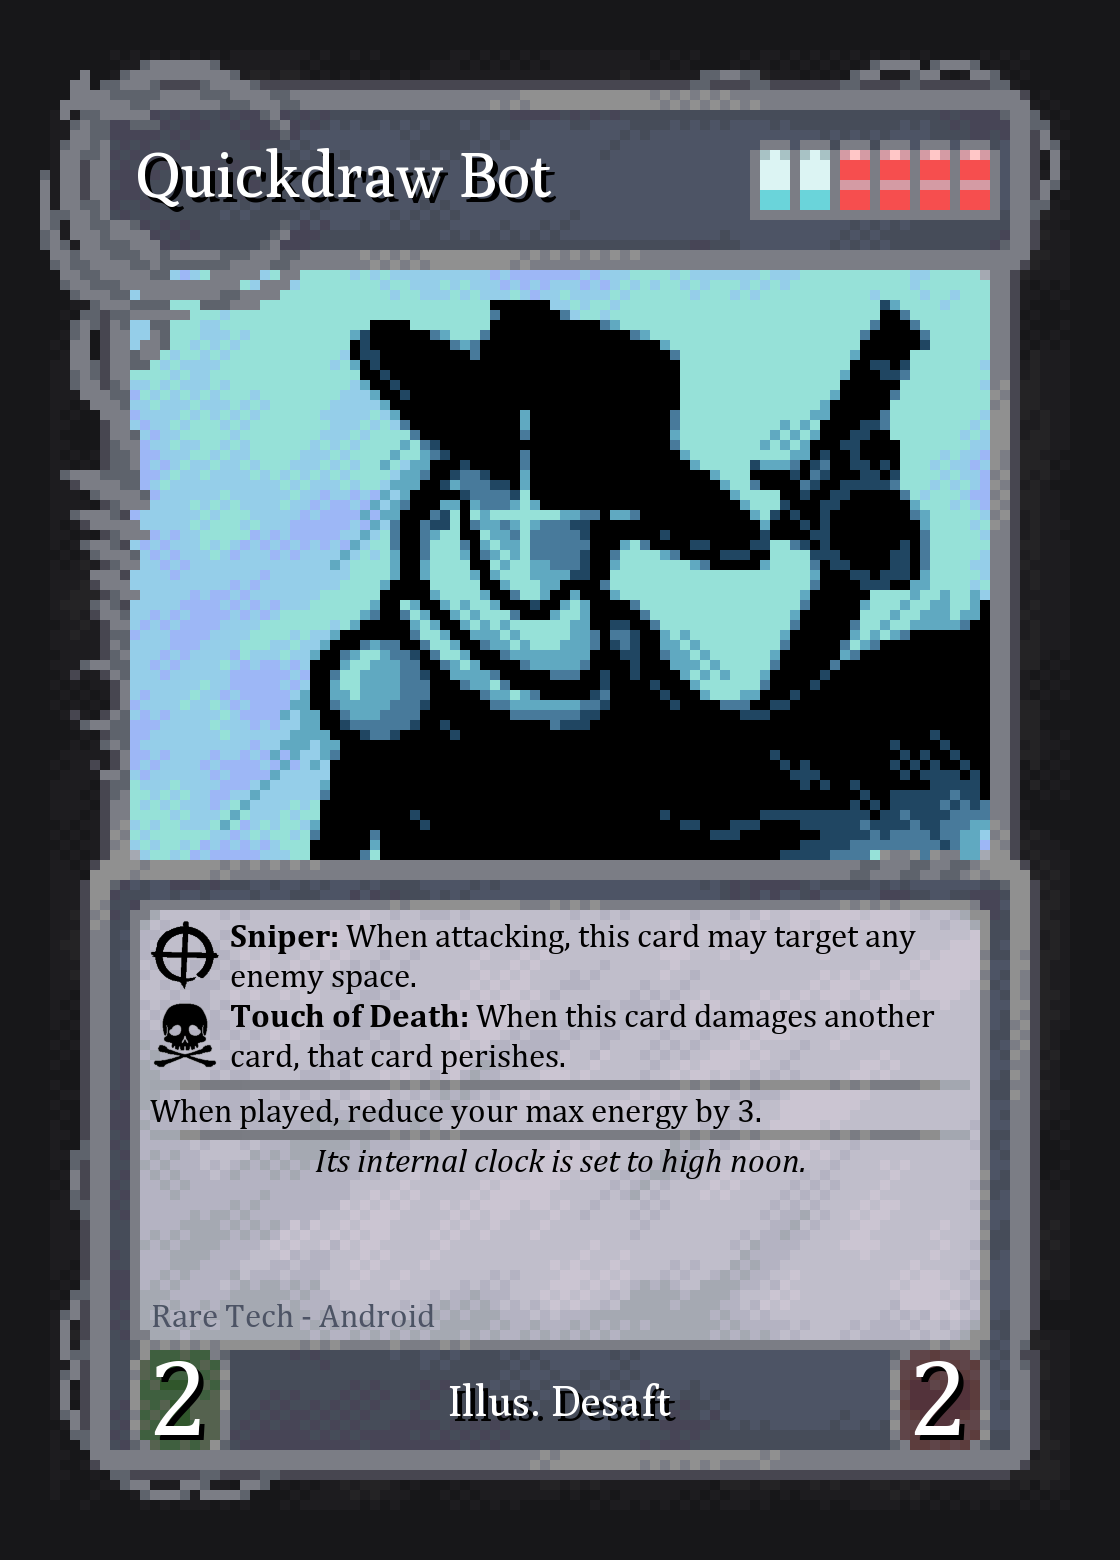 Quickdraw Bot
Sniper: When attacking, this card may target any
enemy space.
Touch of Death: When this card damages another
card, that card perishes.
When played, reduce your max energy by 3.
Its internal clock is set to high noon.
Rare Tech - Android
2
Illus. Desaft
2